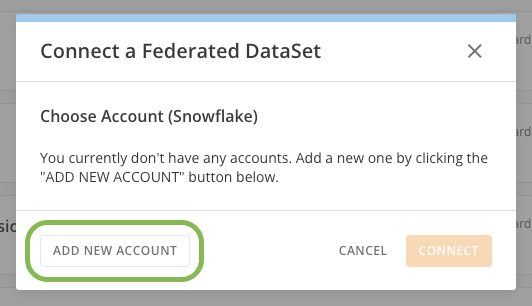 Connect a Federated DataSet
Choose Account (Snowflake)
You currently don't have any accounts. Add a new one by clicking the
"ADD NEW ACCOUNT" button below.
ADD NEW ACCOUNT
CANCEL
CONNECT